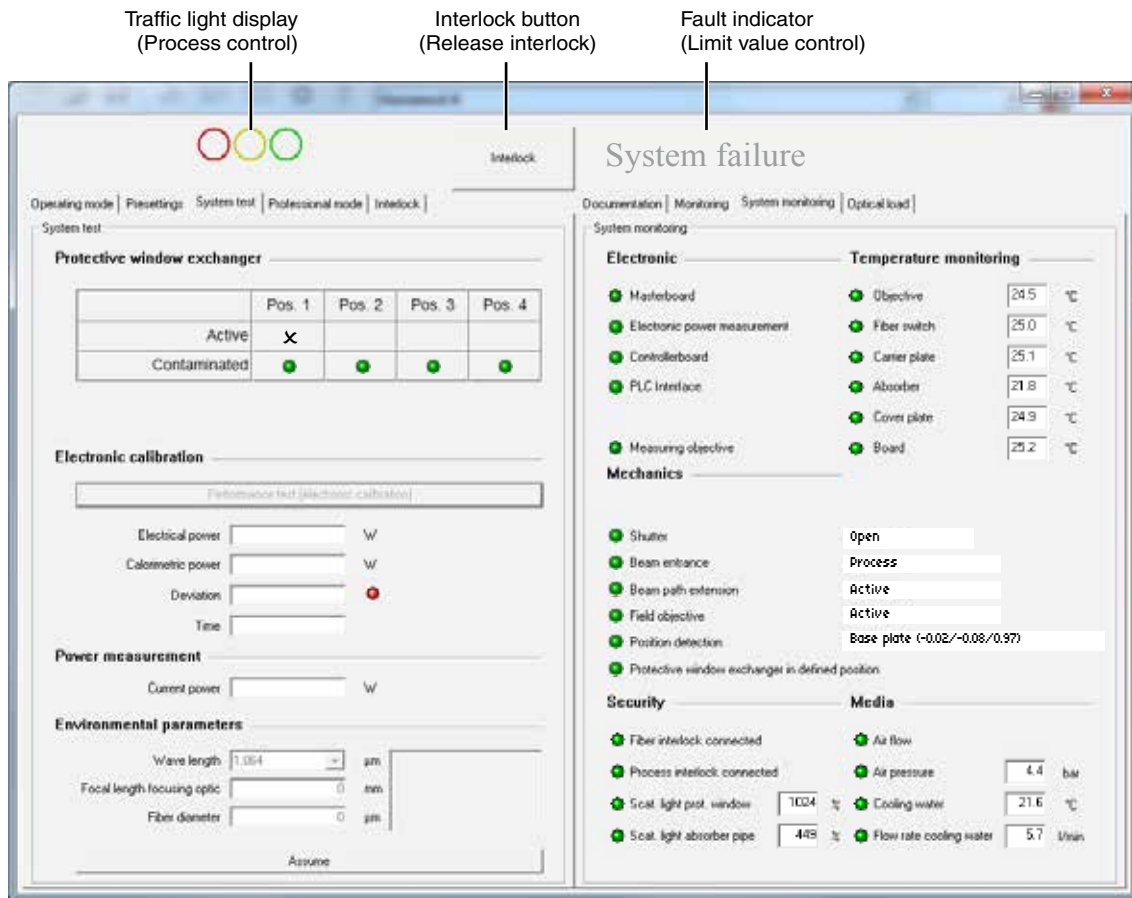 Traffic light display
(Process control)
Interlock button
(Release interlock)
Fault indicator
(Limit value control)
Interlock
System failure
Operating mode Presettings System test Professional mode Interlock
Documentation Monitoring System monitoring Optical load
System test
Protective window exchanger
Pos. 1 Pos. 2 Pos. 3 Pos. 4
Active x
Contaminated
Electronic calibration
Performance test (electronic calibration)
Electrical power W
Calorimetric power W
Deviation
Time
Power measurement
Current power W
Environmental parameters
Wave length 1.064 µm
Focal length focusing optic 0 mm
Fiber diameter 0 µm
Assume
System monitoring
Electronic
Masterboard
Electronic power measurement
Controllerboard
PLC Interface
Measuring objective
Temperature monitoring
Objective 24.5 °C
Fiber switch 25.0 °C
Carrier plate 25.1 °C
Absorber 21.8 °C
Cover plate 24.9 °C
Board 25.2 °C
Mechanics
Shutter Open
Beam entrance Process
Beam path extension Active
Field objective Active
Position detection Base plate (-0.02/-0.08/0.97)
Protective window exchanger in defined position
Security
Fiber interlock connected
Process interlock connected
Scat. light prot. window 1024 %
Scat. light absorber pipe 449 %
Media
Air flow
Air pressure 4.4 bar
Cooling water 21.6 °C
Flow rate cooling water 5.7 l/min